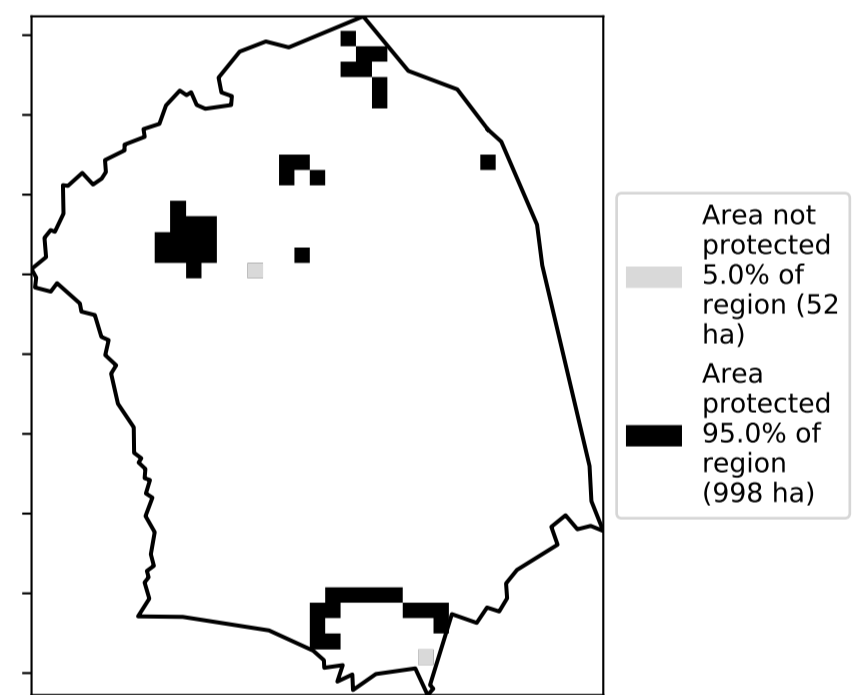 Area not
protected
5.0% of
region (52
ha)
Area
protected
95.0% of
region
(998 ha)